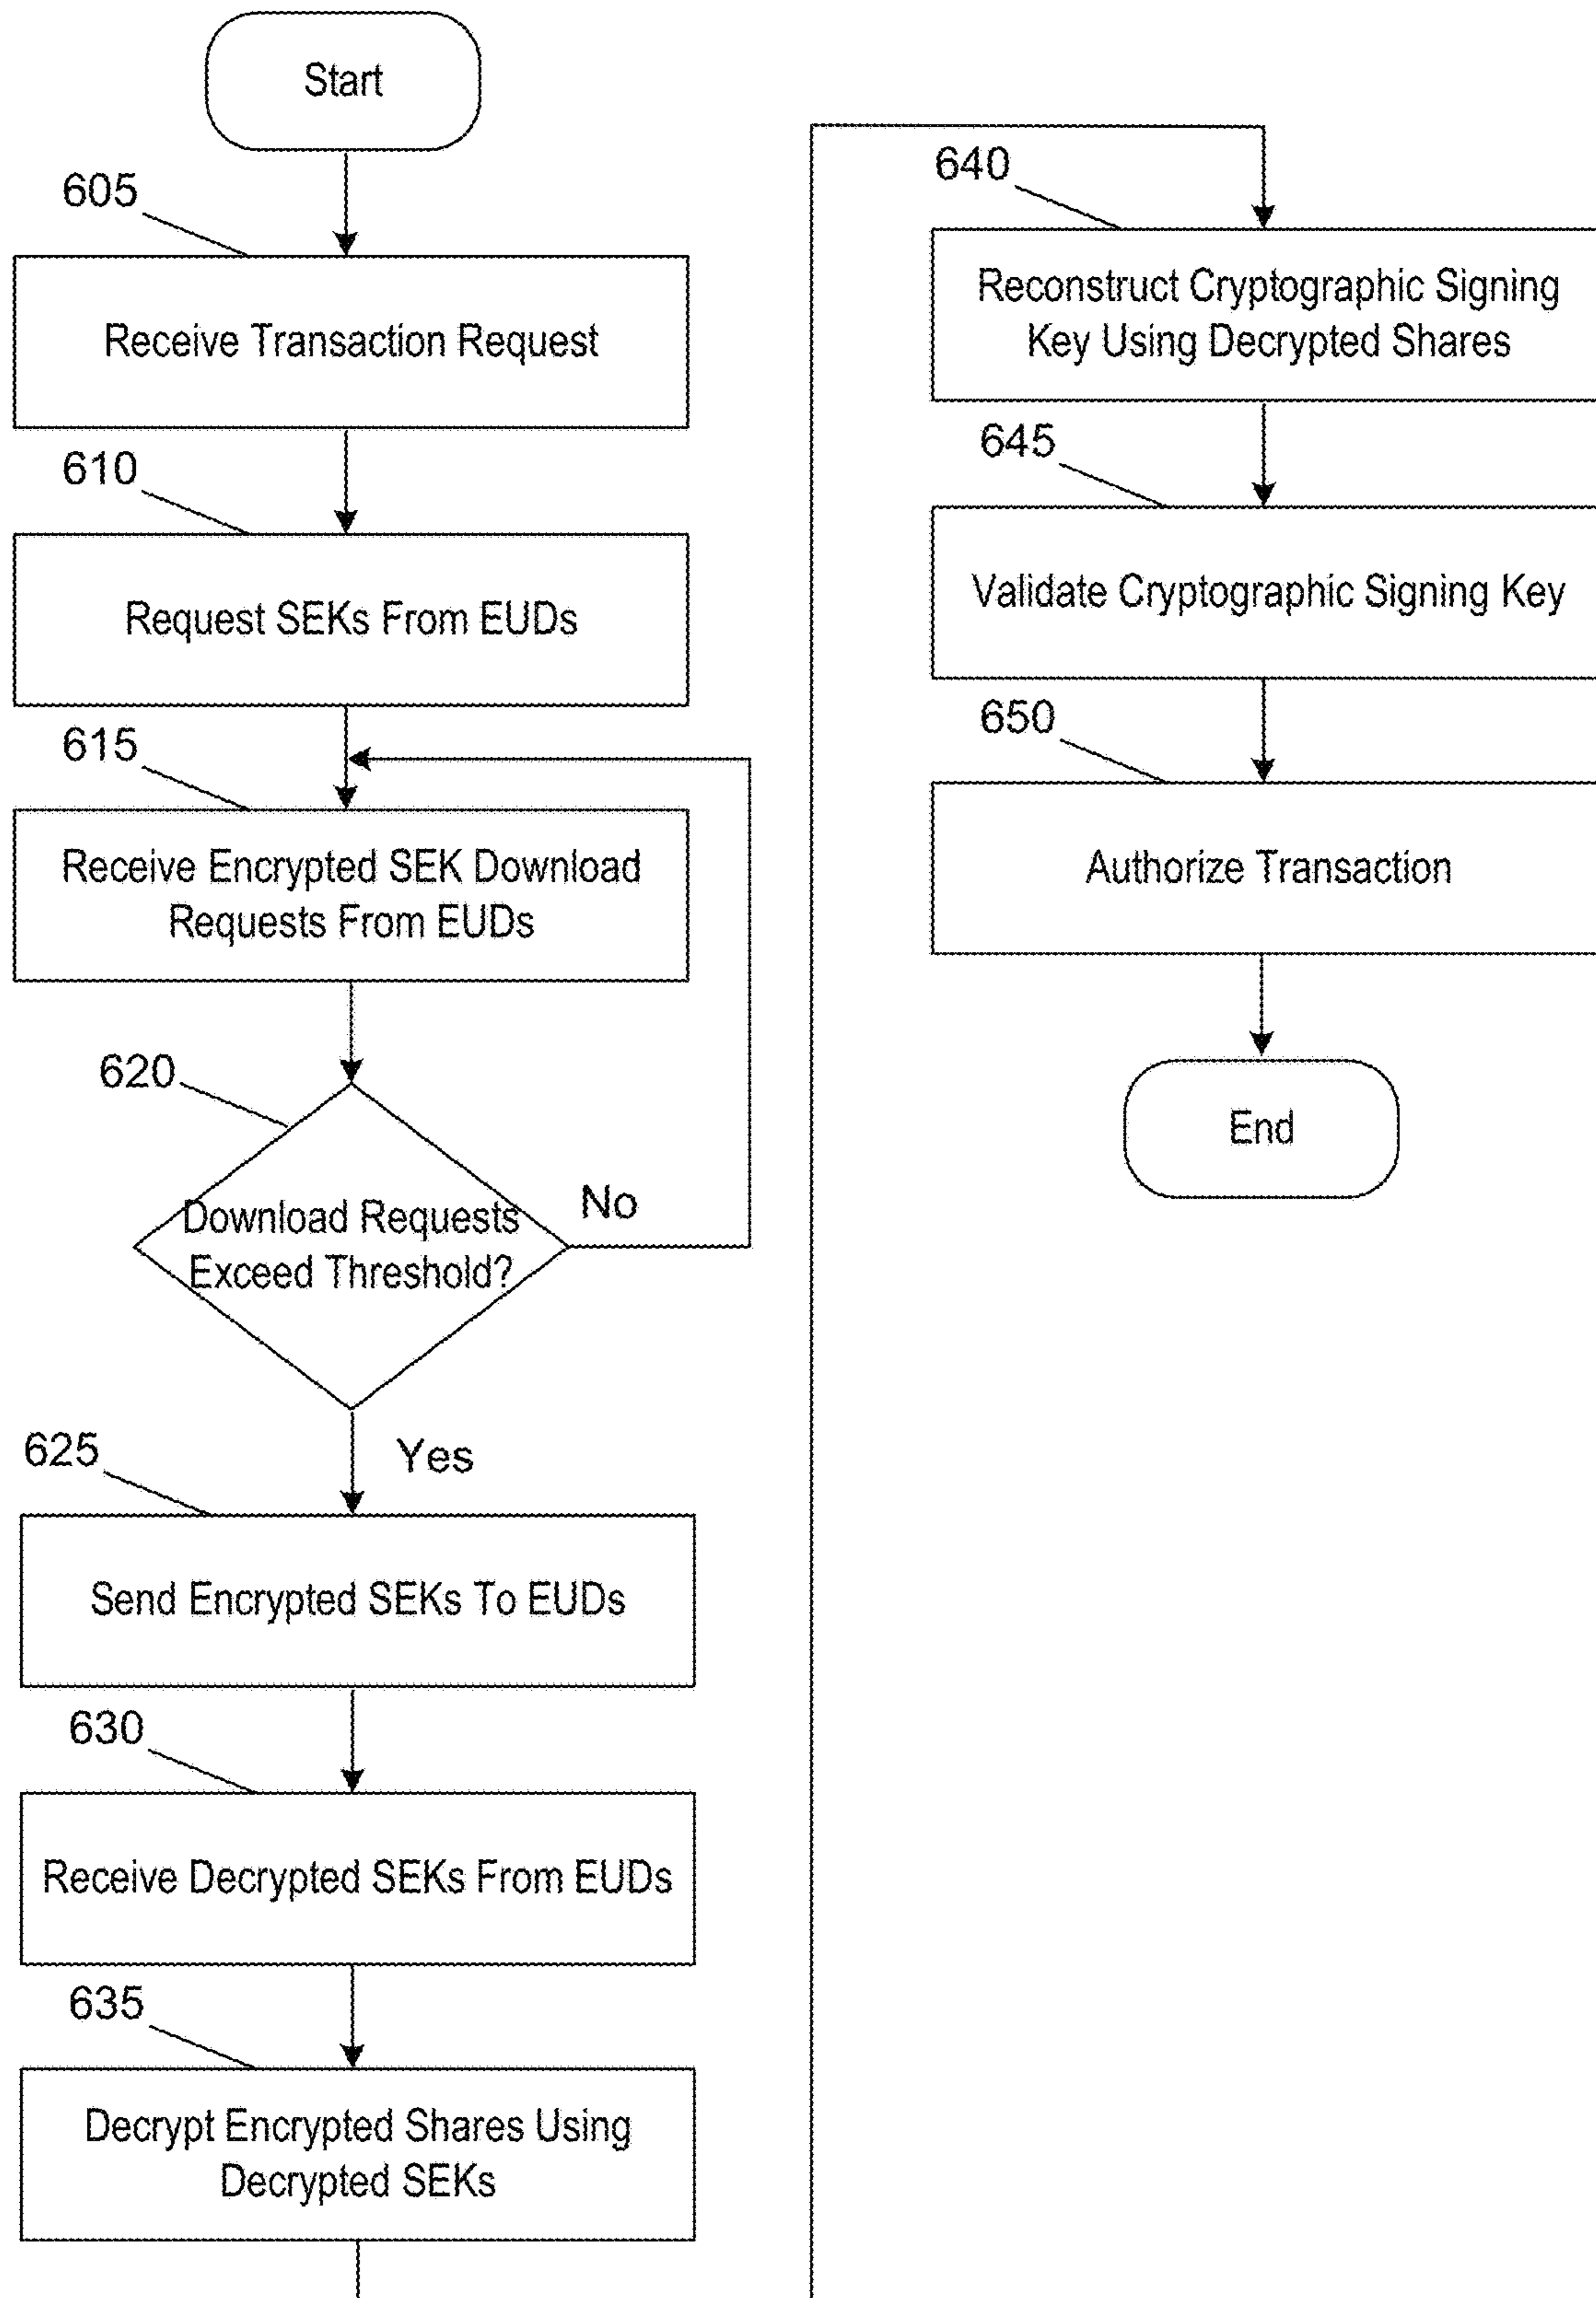 Start
605
Receive Transaction Request
610
Request SEKs From EUDs
615
Receive Encrypted SEK Download
Requests From EUDs
620
Download Requests
Exceed Threshold?
No
Yes
625
Send Encrypted SEKs To EUDs
630
Receive Decrypted SEKs From EUDs
635
Decrypt Encrypted Shares Using
Decrypted SEKs
640
Reconstruct Cryptographic Signing
Key Using Decrypted Shares
645
Validate Cryptographic Signing Key
650
Authorize Transaction
End